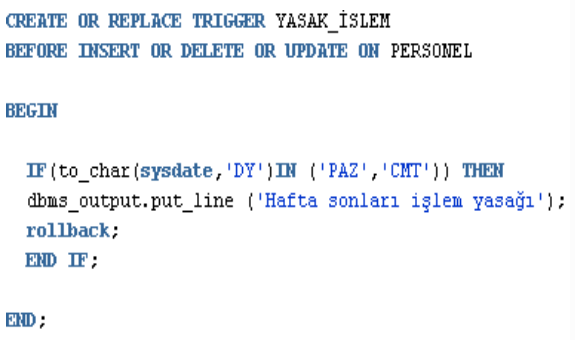 CREATE OR REPLACE TRIGGER YASAK_İSLEM
BEFORE INSERT OR DELETE OR UPDATE ON PERSONEL
BEGIN
IF(to_char(sysdate,'DY')IN ('PAZ','CMT')) THEN
dbms_output.put_line ('Hafta sonları işlem yasağı');
rollback;
END IF;
END;